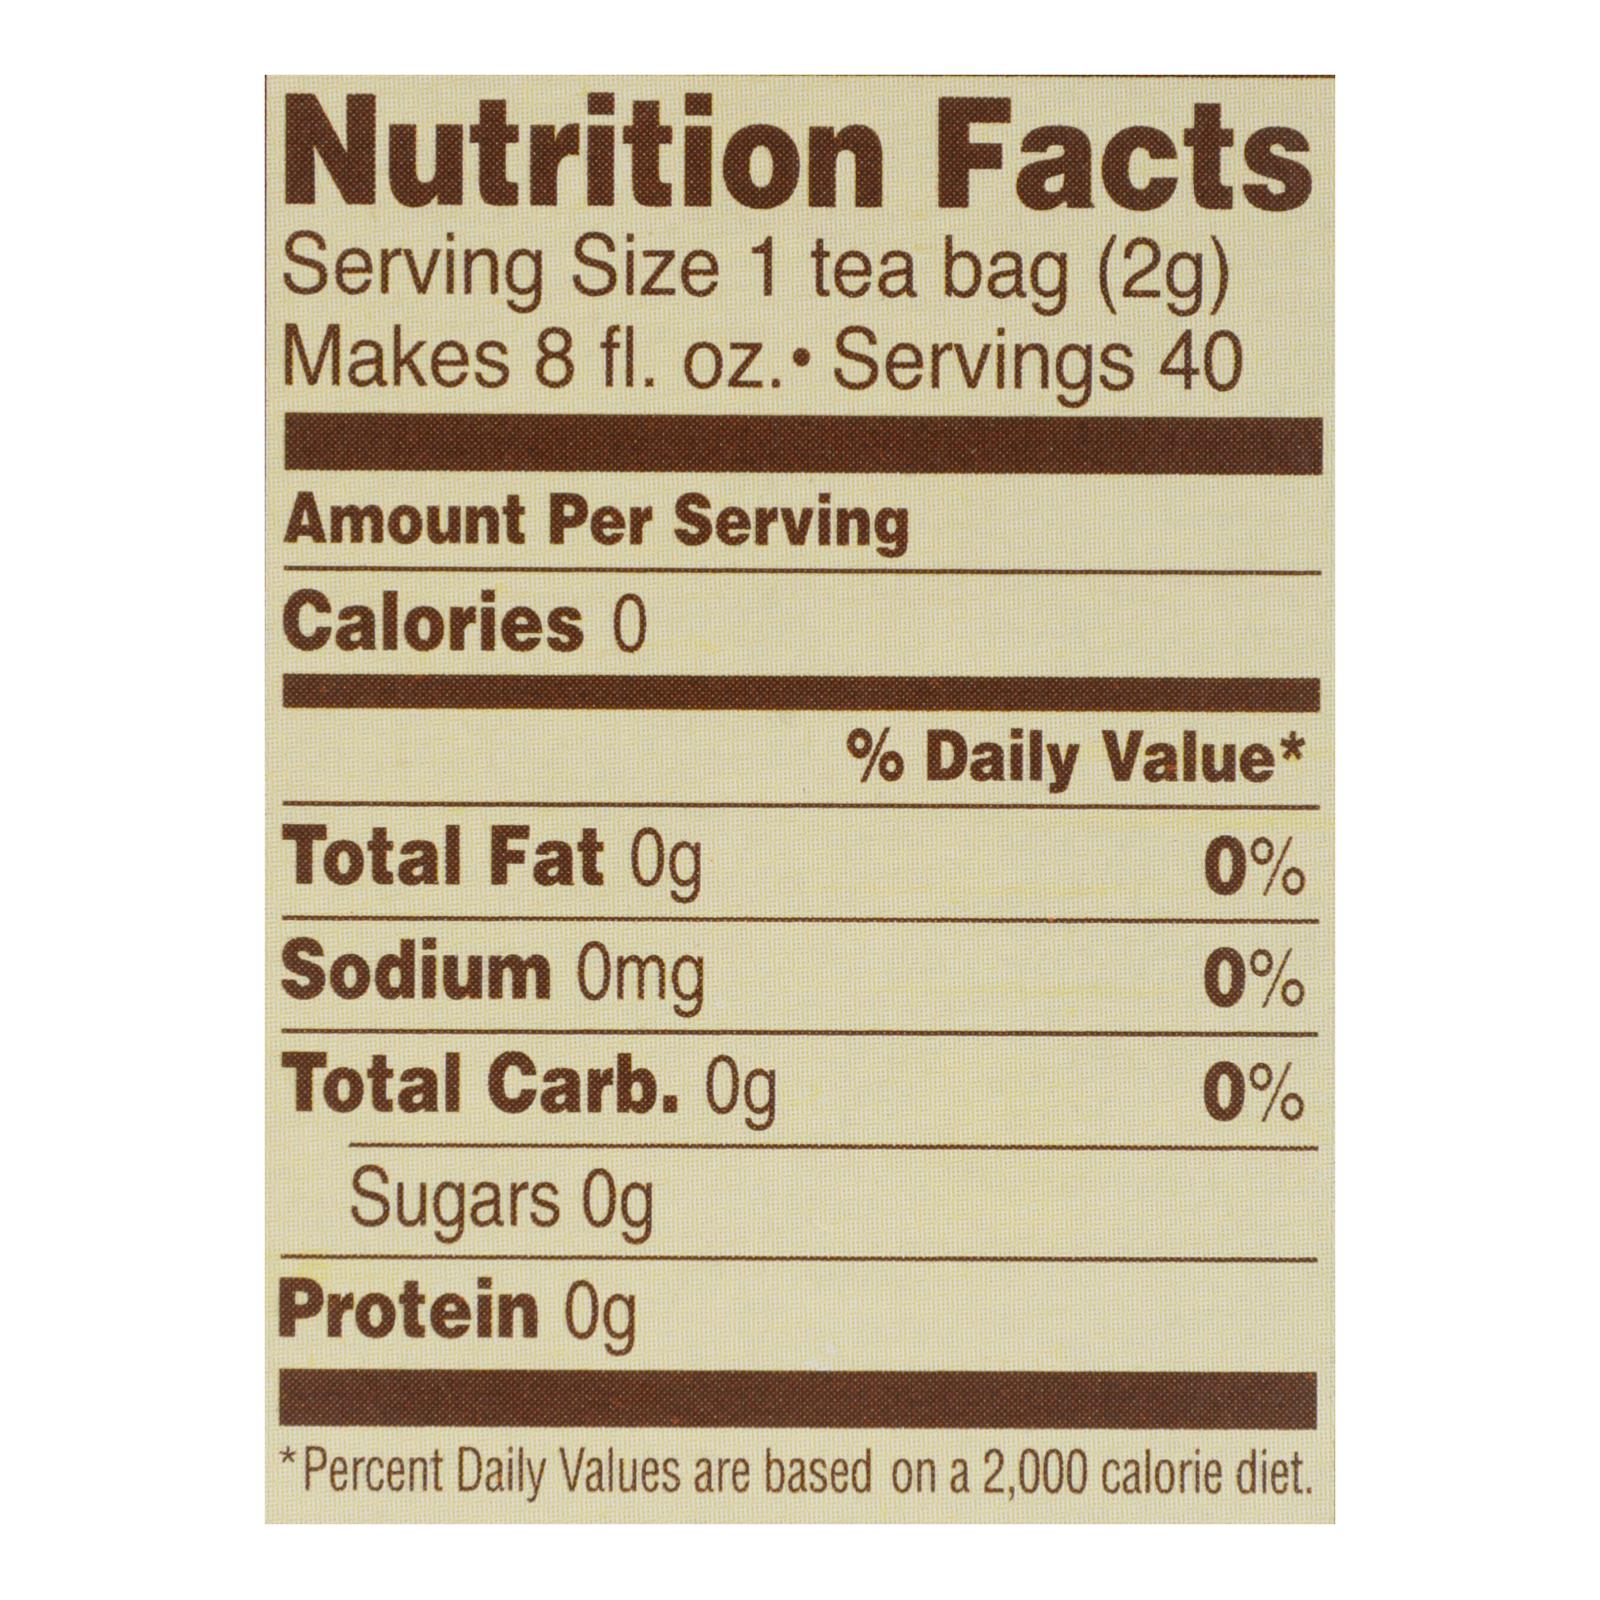 Nutrition Facts
Serving Size 1 tea bag (2g)
Makes 8 fl. oz.• Servings 40
Amount Per Serving
Calories 0
% Daily Value*
Total Fat 0g 0%
Sodium 0mg 0%
Total Carb. 0g 0%
Sugars 0g
Protein 0g
*Percent Daily Values are based on a 2,000 calorie diet.